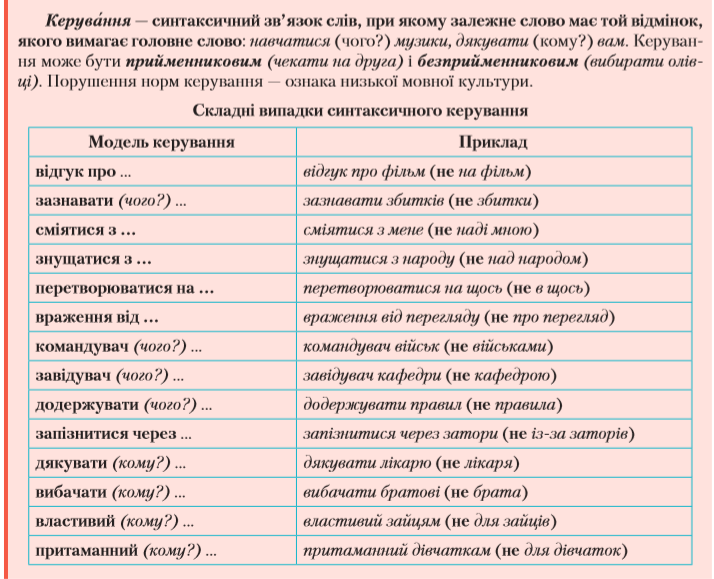 Керува́ння — синтаксичний зв’язок слів, при якому залежне слово має той відмінок,
якого вимагає головне слово: навчатися (чого?) музики, дякувати (кому?) вам. Керуван-
ня може бути прийменниковим (чекати на друга) і безприйменниковим (вибирати олів-
ці). Порушення норм керування — ознака низької мовної культури.
Складні випадки синтаксичного керування
Модель керування Приклад
відгук про ... відгук про фільм (не на фільм)
зазнавати (чого?) ... зазнавати збитків (не збитки)
сміятися з ... сміятися з мене (не наді мною)
знущатися з ... знущатися з народу (не над народом)
перетворюватися на ... перетворюватися на щось (не в щось)
враження від ... враження від перегляду (не про перегляд)
командувач (чого?) ... командувач військ (не військами)
завідувач (чого?) ... завідувач кафедри (не кафедрою)
додержувати (чого?) ... додержувати правил (не правила)
запізнитися через ... запізнитися через затори (не із-за заторів)
дякувати (кому?) ... дякувати лікарю (не лікаря)
вибачати (кому?) ... вибачати братові (не брата)
властивий (кому?) ... властивий зайцям (не для зайців)
притаманний (кому?) ... притаманний дівчаткам (не для дівчаток)